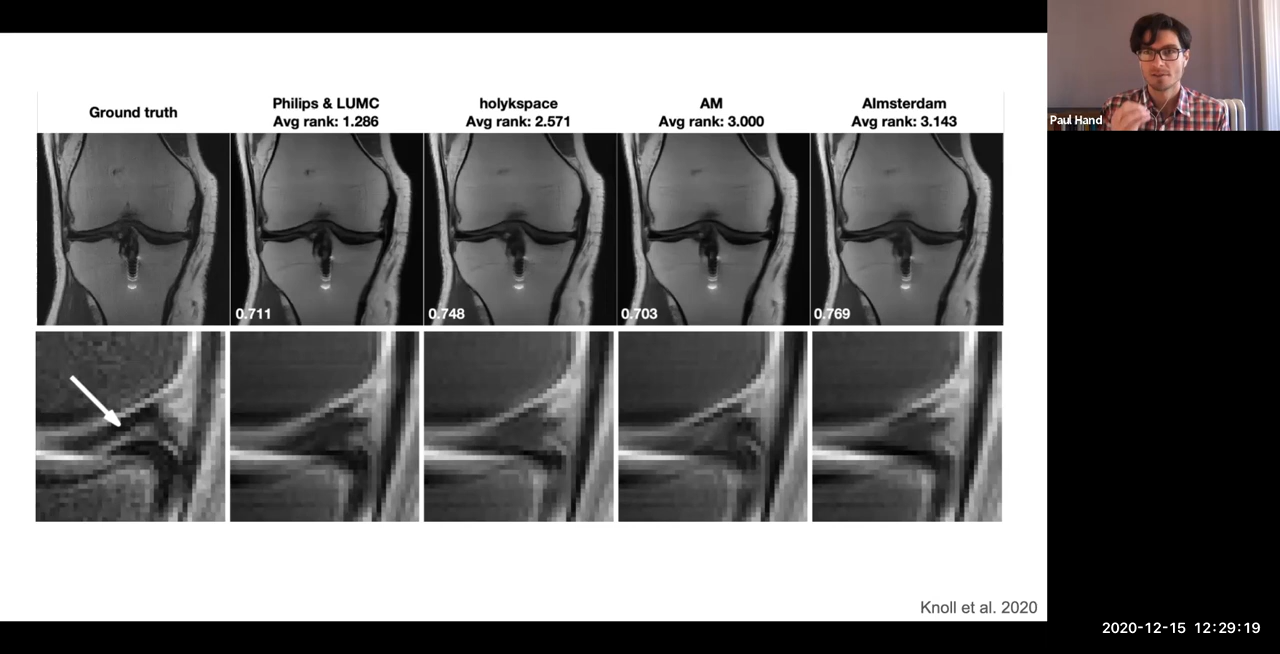 Ground truth
Philips & LUMC
Avg rank: 1.286
holykspace
Avg rank: 2.571
AM
Avg rank: 3.000
AImsterdam
Avg rank: 3.143
0.711
0.748
0.703
0.769
Knoll et al. 2020
Paul Hand
2020-12-15 12:29:19